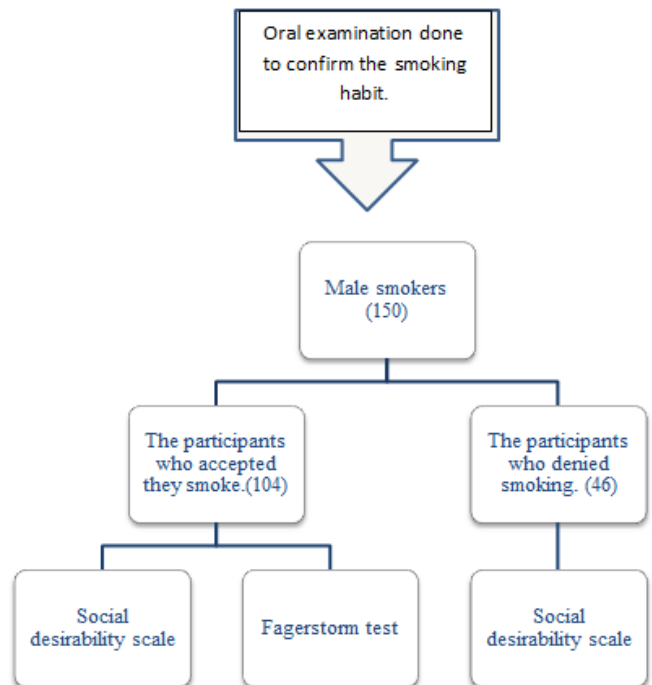 Oral examination done
to confirm the smoking
habit.
Male smokers
(150)
The participants
who accepted
they smoke.(104)
The participants
who denied
smoking. (46)
Social
desirability scale
Fagerstorm test
Social
desirability scale